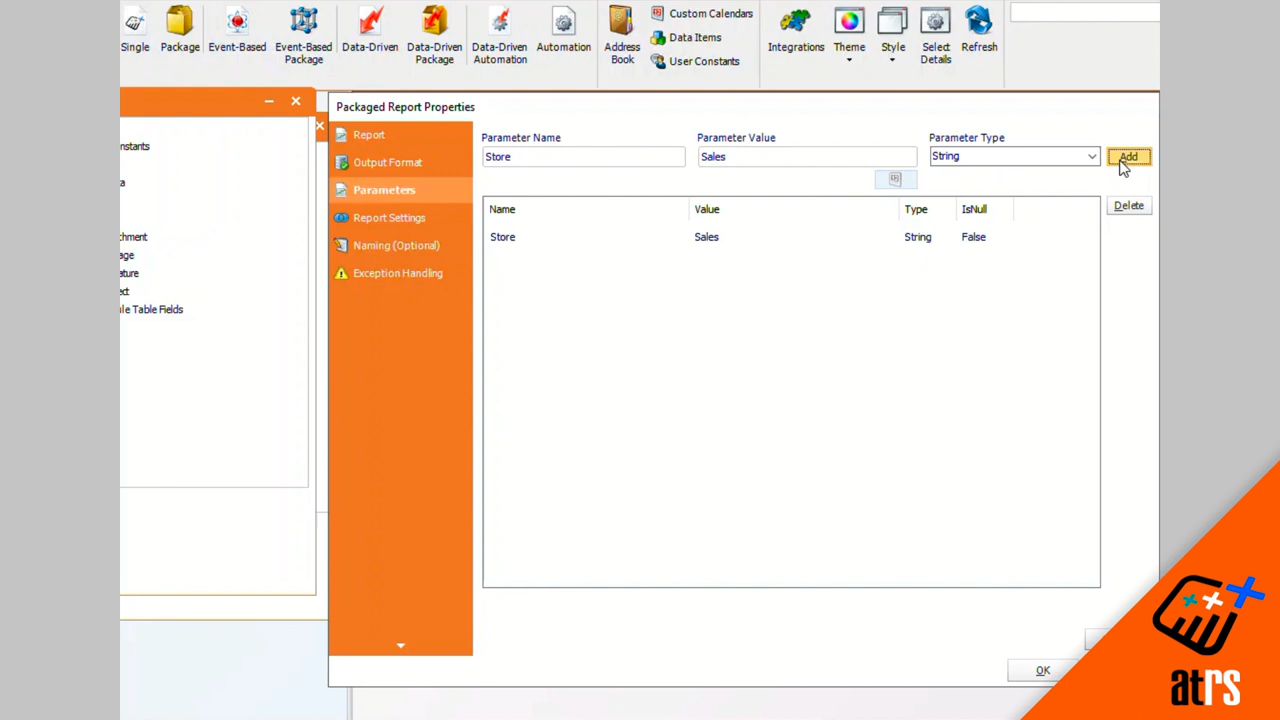 Single
Package
Event-Based
Event-Based
Package
Data-Driven
Data-Driven
Package
Data-Driven
Automation
Automation
Address
Book
Custom Calendars
Data Items
User Constants
Integrations
Theme
Style
Select
Details
Refresh
Packaged Report Properties
Report
Output Format
Parameters
Report Settings
Naming (Optional)
Exception Handling
Parameter Name
Parameter Value
Parameter Type
Store
Sales
String
Add
Delete
Name Value Type IsNull
Store Sales String False
OK
nstants
a
hment
age
ature
ct
le Table Fields
atrs